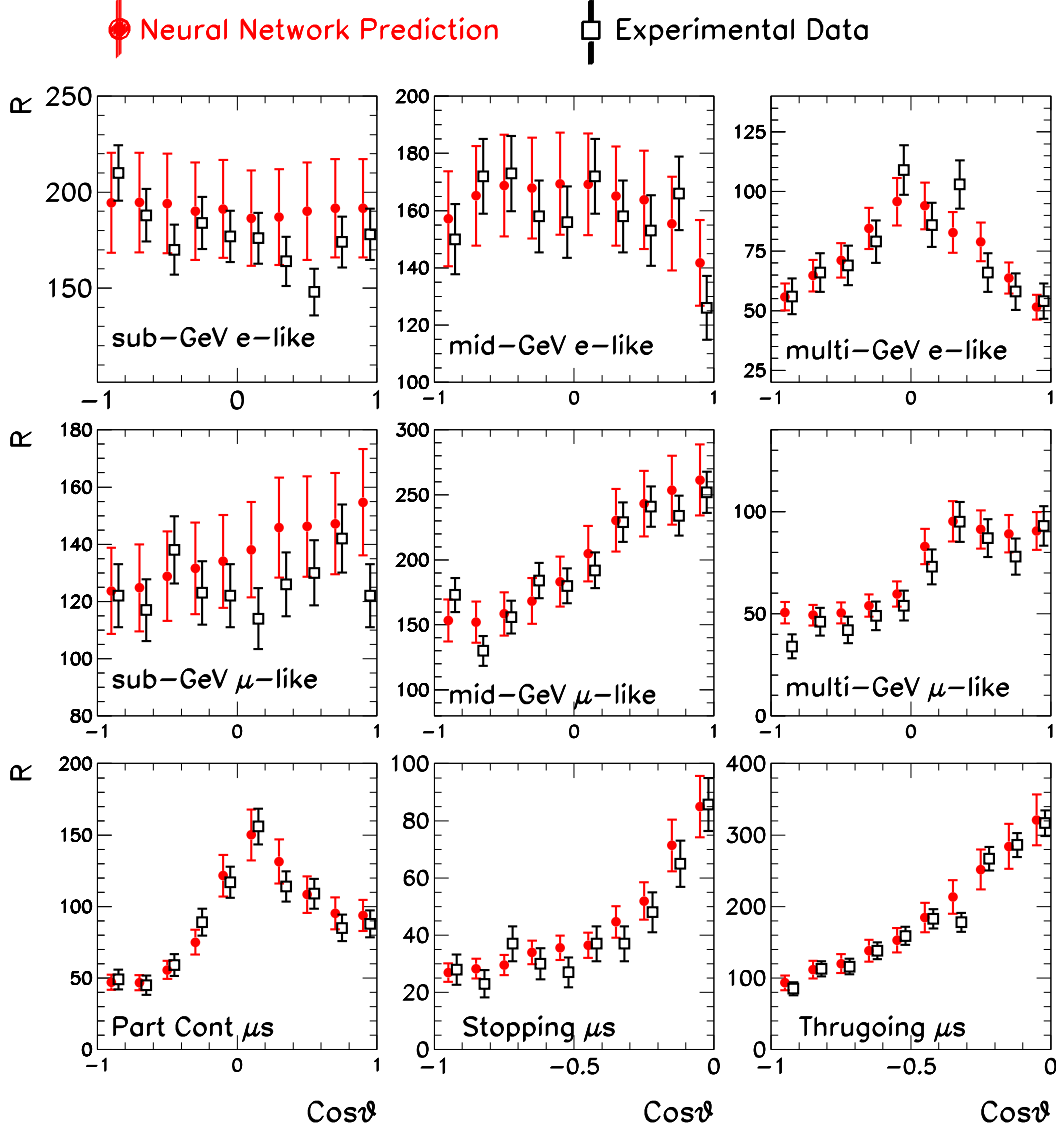 Neural Network Prediction
Experimental Data
R
250
200
150
-1 0 1
sub-GeV e-like
200
180
160
140
120
100
-1 0 1
mid-GeV e-like
125
100
75
50
25
-1 0 1
multi-GeV e-like
R
180
160
140
120
100
80
-1 0 1
sub-GeV μ-like
300
250
200
150
100
-1 0 1
mid-GeV μ-like
100
50
0
-1 0 1
multi-GeV μ-like
R
200
150
100
50
0
-1 0 1
Part Cont μs
100
80
60
40
20
0
-1 -0.5 0
Stopping μs
400
300
200
100
0
-1 -0.5 0
Thrugoing μs
Cosϑ
Cosϑ
Cosϑ